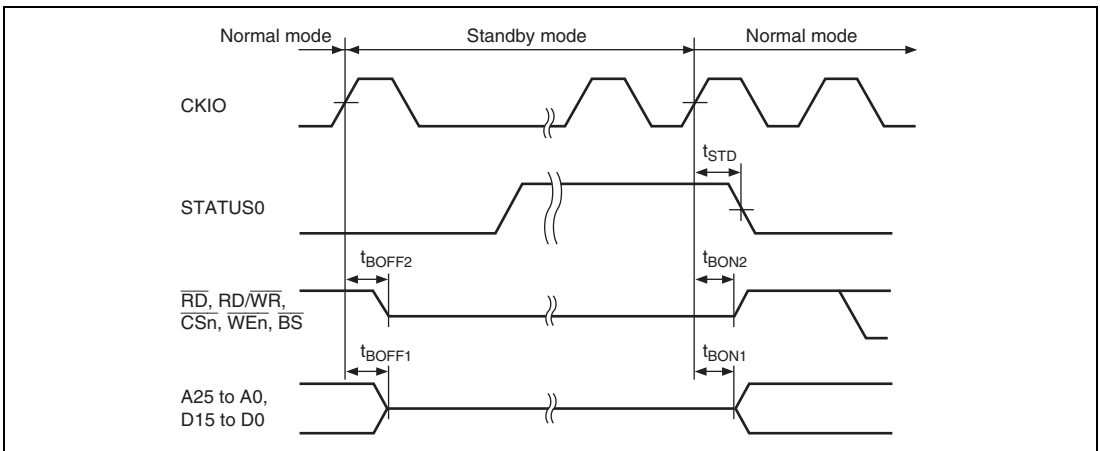 Normal mode
Standby mode
Normal mode
CKIO
tSTD
STATUS0
tBOFF2
tBON2
RD, RD/WR,
CSn, WEn, BS
tBOFF1
tBON1
A25 to A0,
D15 to D0